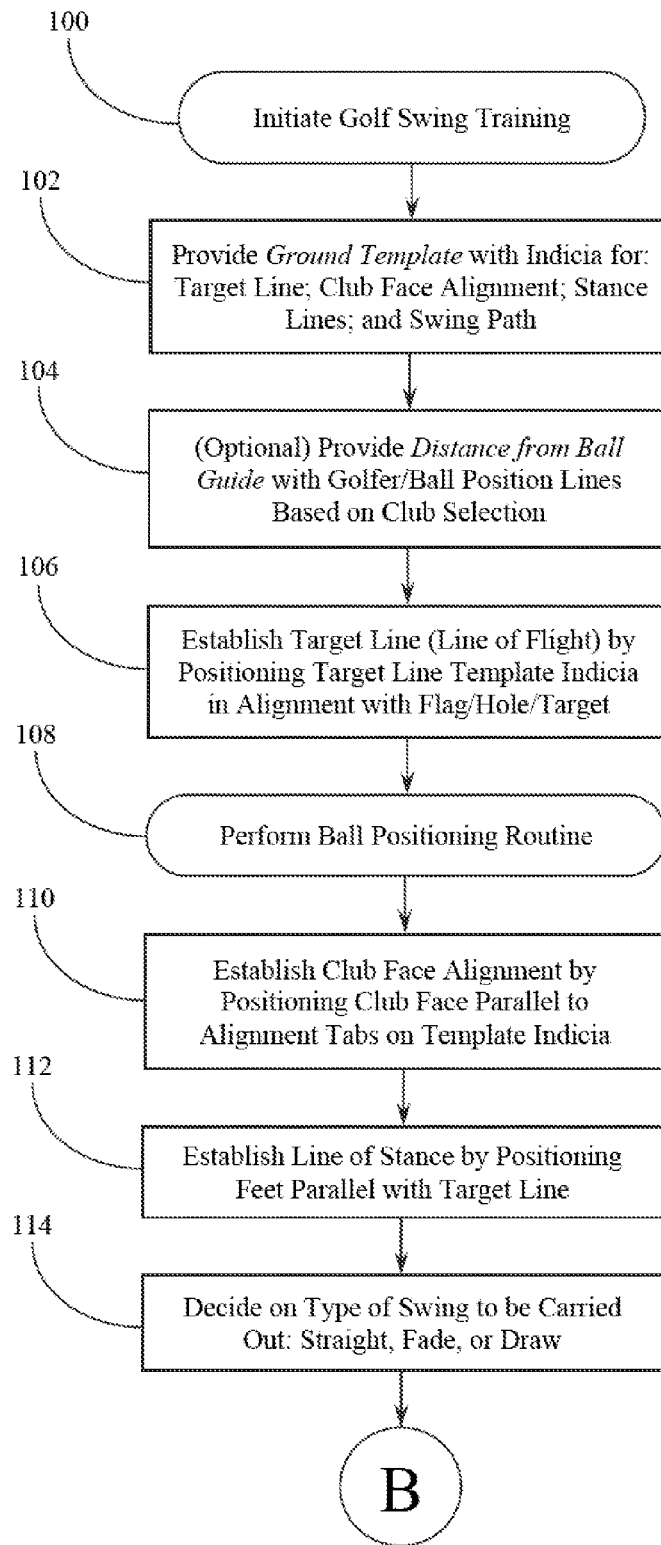 100
Initiate Golf Swing Training
102
Provide Ground Template with Indicia for:
Target Line; Club Face Alignment; Stance
Lines; and Swing Path
104
(Optional) Provide Distance from Ball
Guide with Golfer/Ball Position Lines
Based on Club Selection
106
Establish Target Line (Line of Flight) by
Positioning Target Line Template Indicia
in Alignment with Flag/Hole/Target
108
Perform Ball Positioning Routine
110
Establish Club Face Alignment by
Positioning Club Face Parallel to
Alignment Tabs on Template Indicia
112
Establish Line of Stance by Positioning
Feet Parallel with Target Line
114
Decide on Type of Swing to be Carried
Out: Straight, Fade, or Draw
B